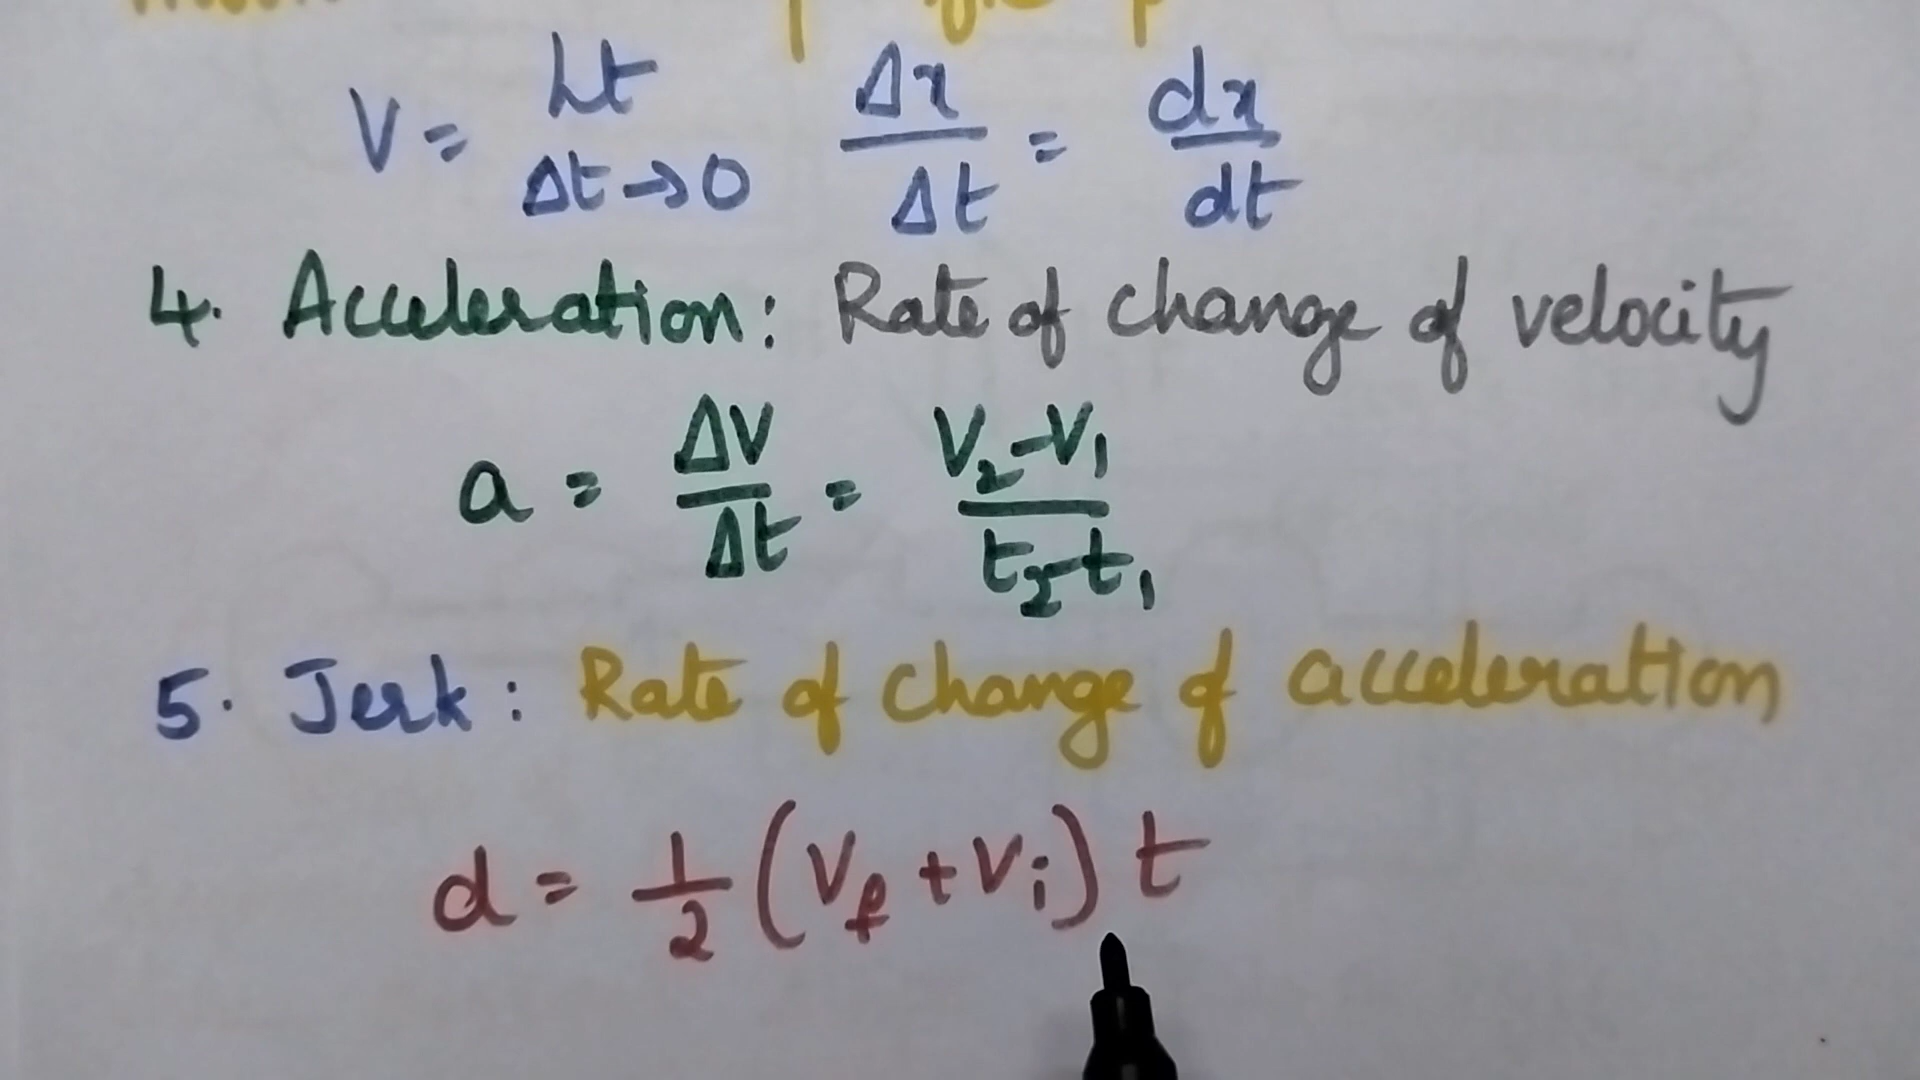 V = Lt Δt→0 Δx/Δt = dx/dt
4. Acceleration: Rate of change of velocity
a = ΔV/Δt = V₂-V₁/t₂-t₁
5. Jerk: Rate of change of acceleration
d = 1/2 (Vf + Vi) t